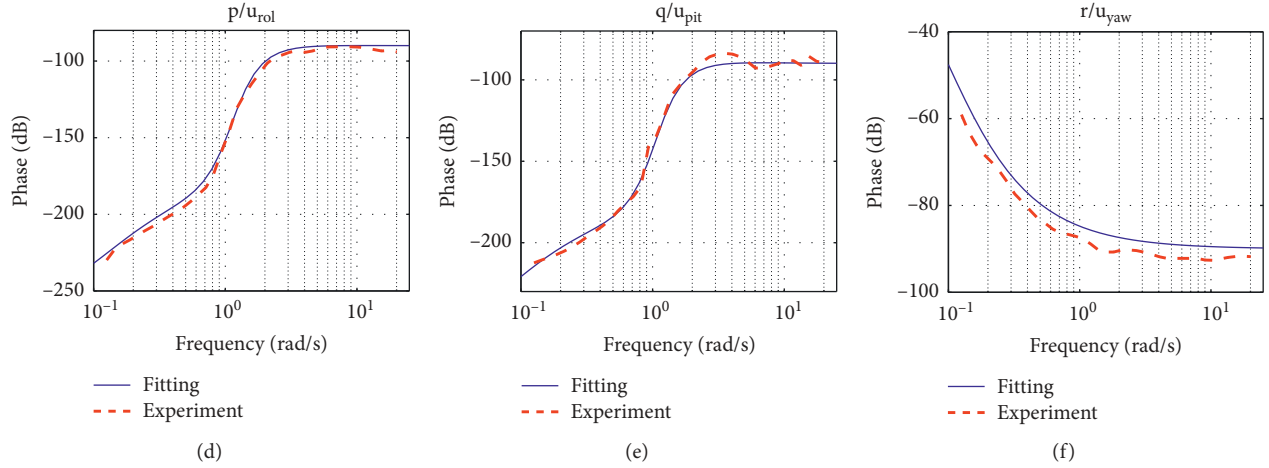 p/u_rol
−100
−150
−200
−250
Phase (dB)
10^−1
10^0
10^1
Frequency (rad/s)
Fitting
Experiment
(d)
q/u_pit
−100
−150
−200
Phase (dB)
10^−1
10^0
10^1
Frequency (rad/s)
Fitting
Experiment
(e)
r/u_yaw
−40
−60
−80
−100
Phase (dB)
10^−1
10^0
10^1
Frequency (rad/s)
Fitting
Experiment
(f)